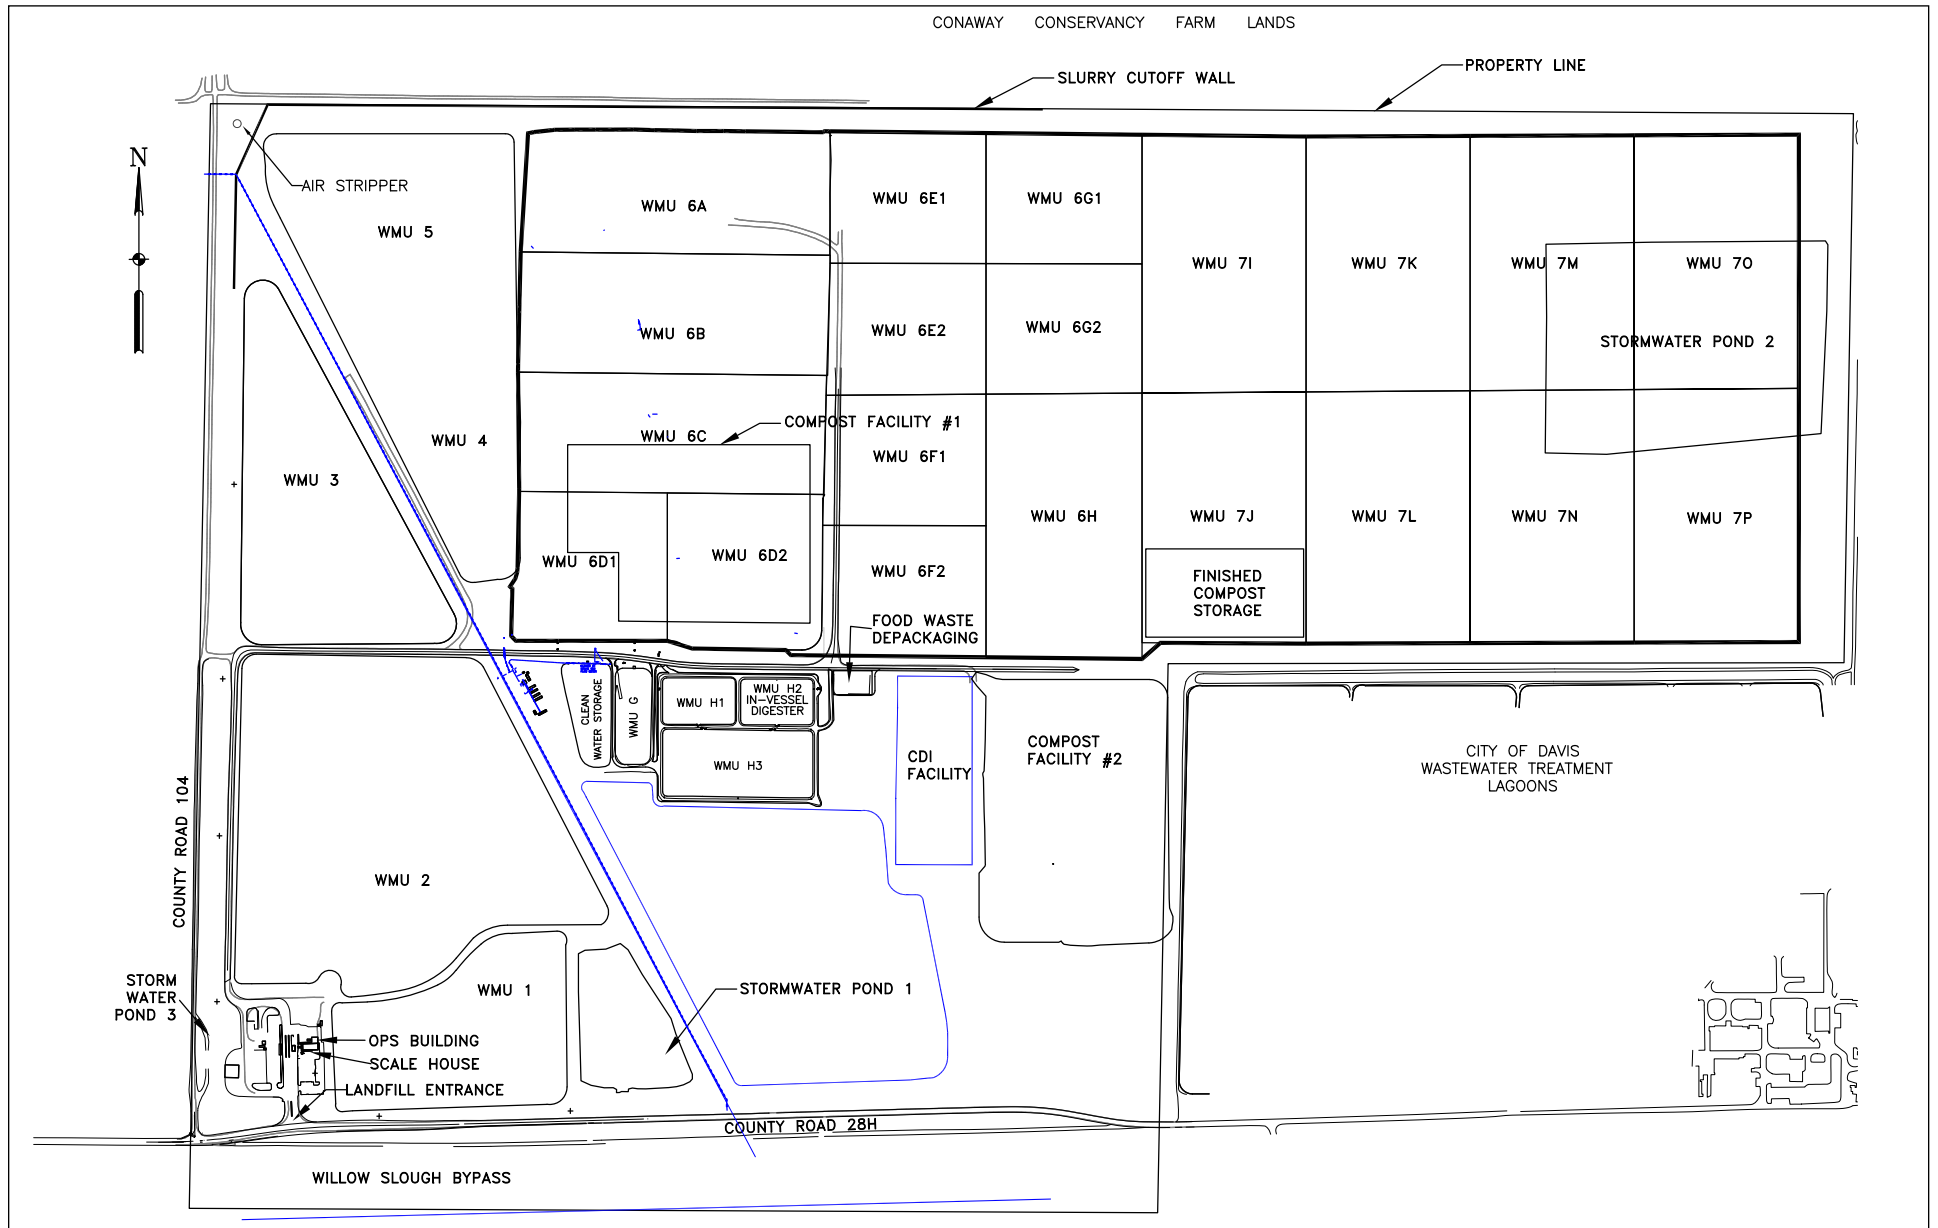 CONAWAY CONSERVANCY FARM LANDS
SLURRY CUTOFF WALL
PROPERTY LINE
N
AIR STRIPPER
WMU 5
WMU 6A
WMU 6E1
WMU 6G1
WMU 7I
WMU 7K
WMU 7M
WMU 7O
WMU 6B
WMU 6E2
WMU 6G2
STORMWATER POND 2
WMU 4
WMU 6C
COMPOST FACILITY #1
WMU 3
WMU 6F1
WMU 6H
WMU 7J
WMU 7L
WMU 7N
WMU 7P
WMU 6D1
WMU 6D2
WMU 6F2
FINISHED
COMPOST
STORAGE
FOOD WASTE
DEPACKAGING
CLEAN
WATER STORAGE
WMU G
WMU H1
WMU H2
IN-VESSEL
DIGESTER
WMU H3
CDI
FACILITY
COMPOST
FACILITY #2
CITY OF DAVIS
WASTEWATER TREATMENT
LAGOONS
COUNTY ROAD 104
WMU 2
STORM
WATER
POND 3
WMU 1
STORMWATER POND 1
OPS BUILDING
SCALE HOUSE
LANDFILL ENTRANCE
COUNTY ROAD 28H
WILLOW SLOUGH BYPASS